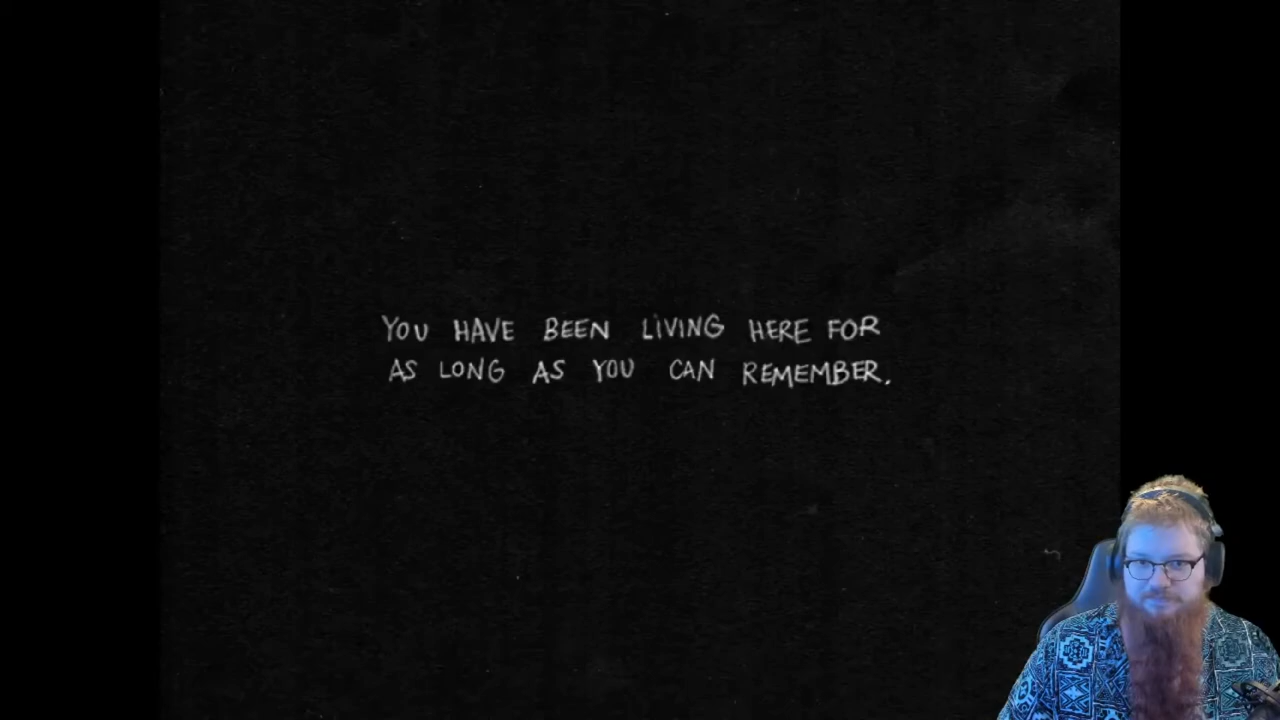 YOU HAVE BEEN LIVING HERE FOR
AS LONG AS YOU CAN REMEMBER.